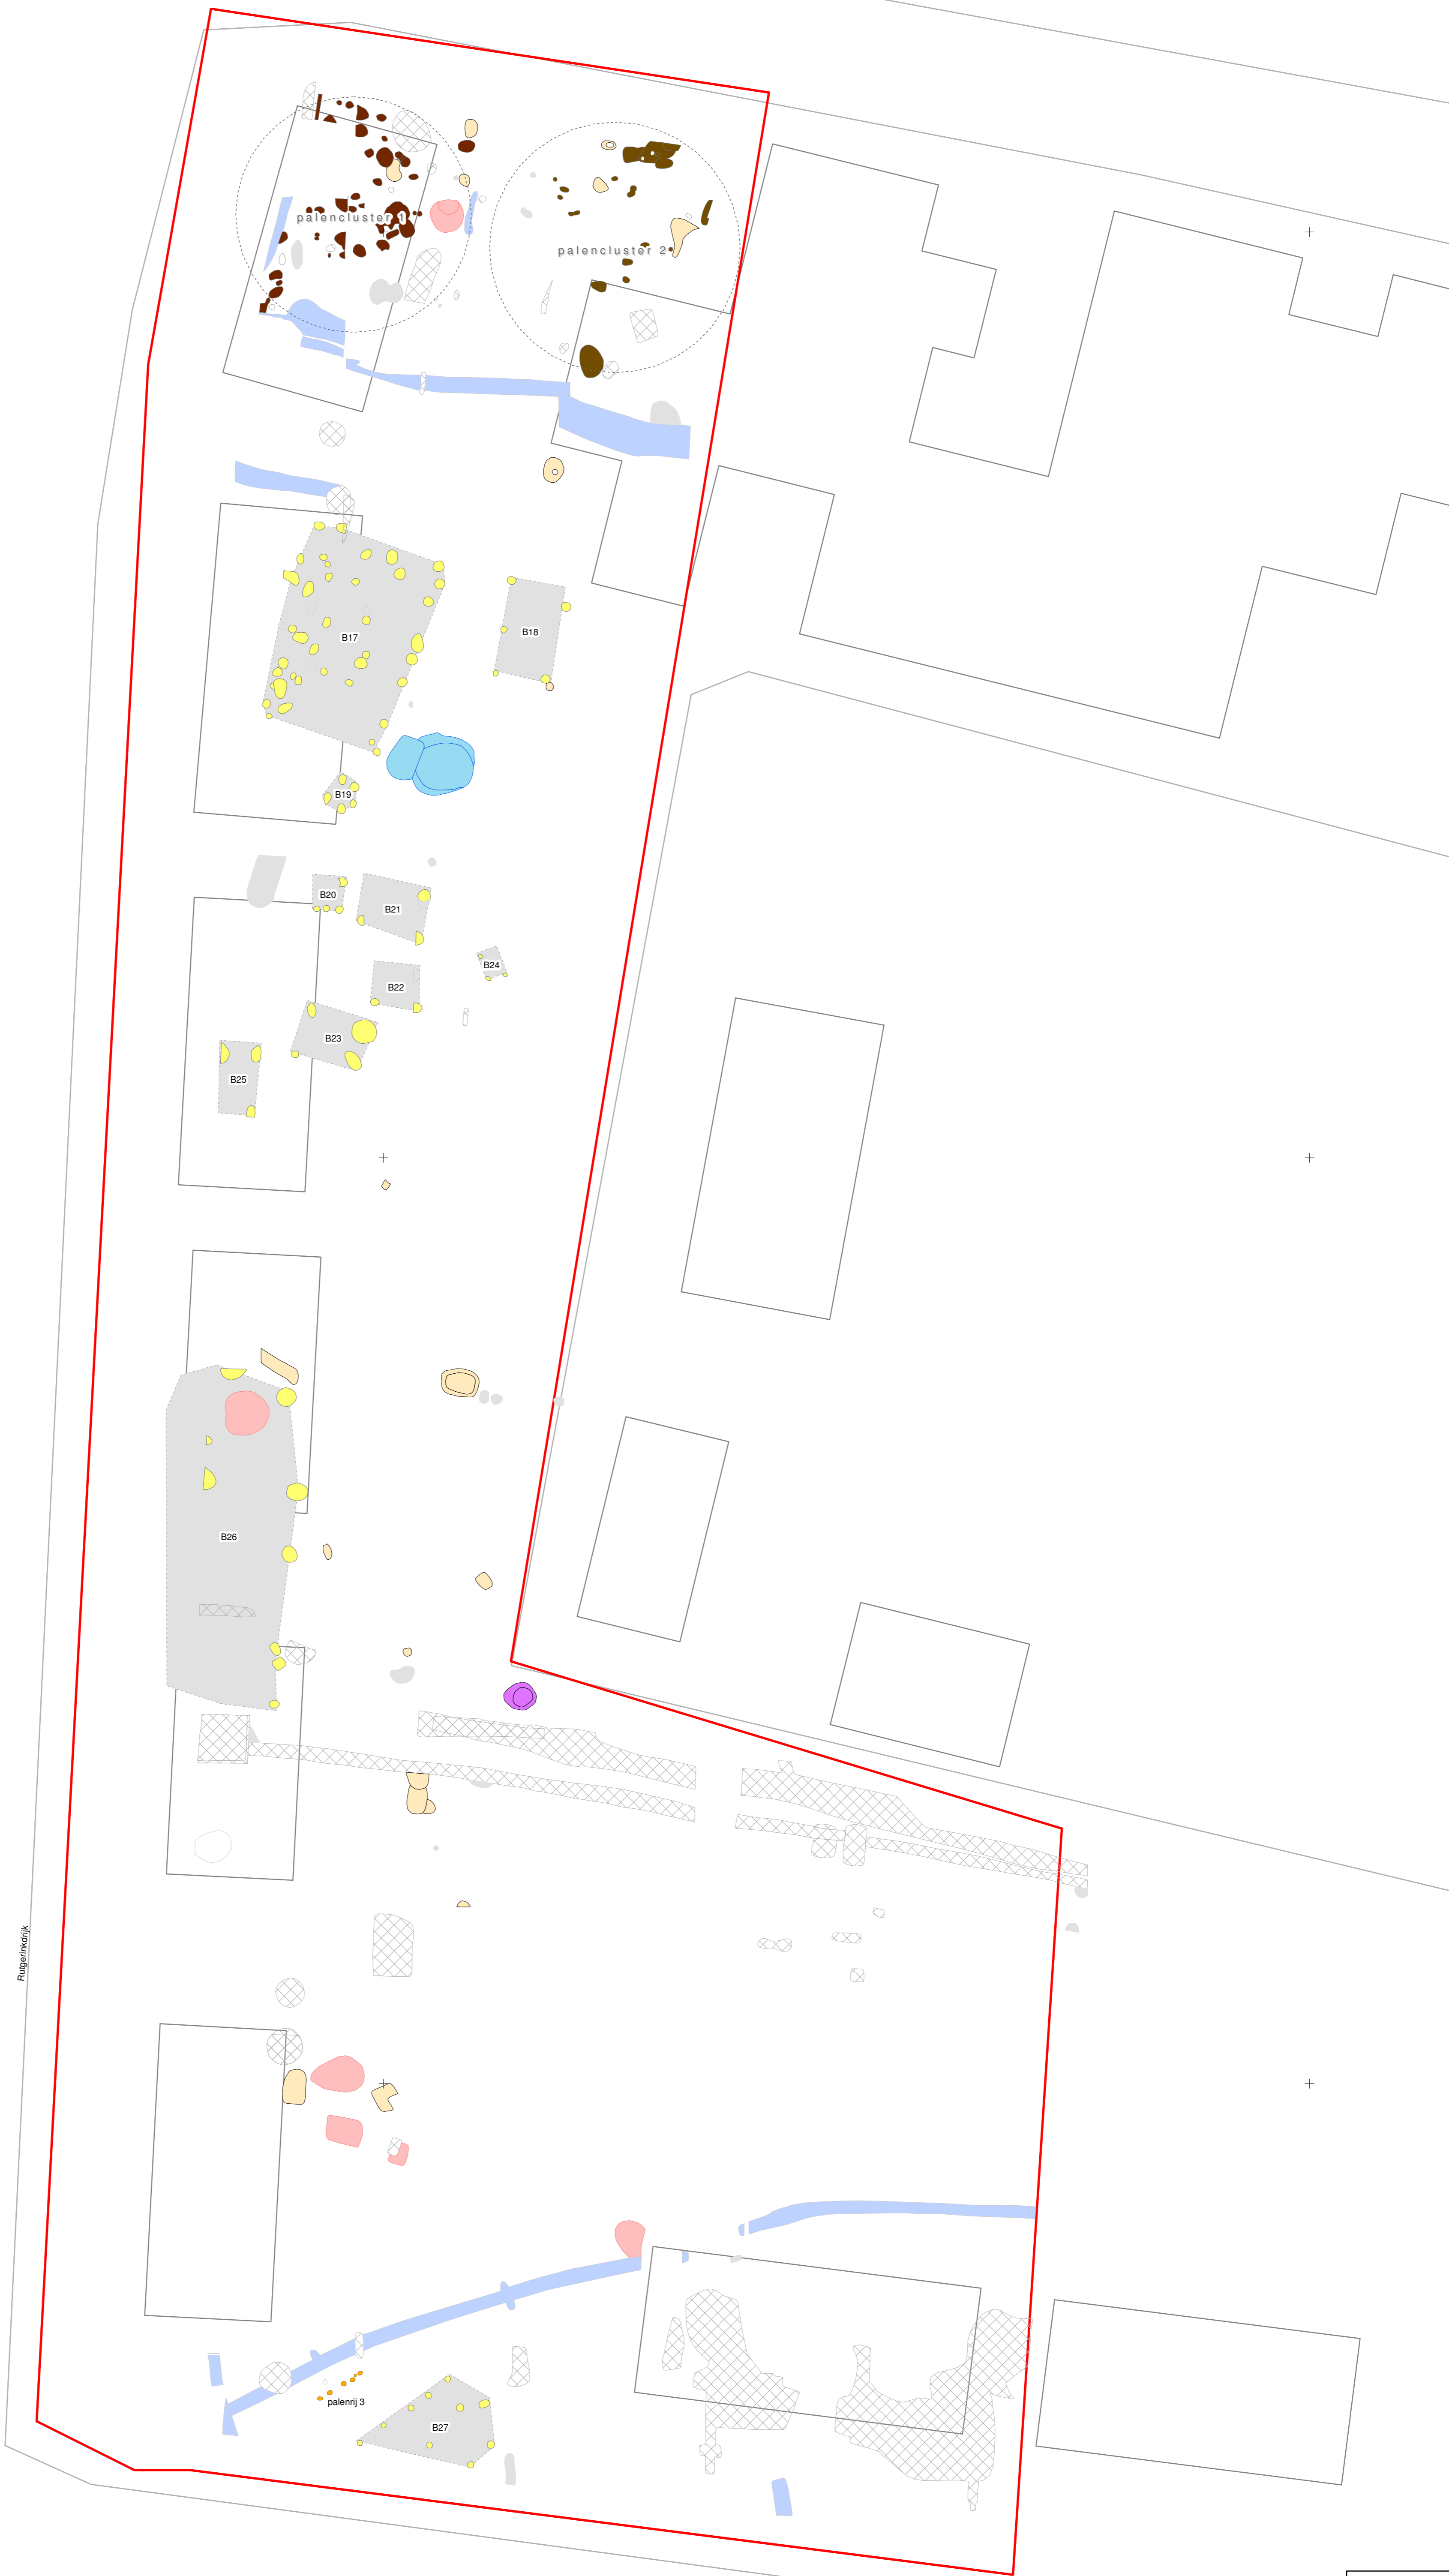 palencluster 1
palencluster 2
B17
B18
B19
B20
B21
B24
B22
B23
B25
B26
Rutgerinkdrijk
palenrij 3
B27